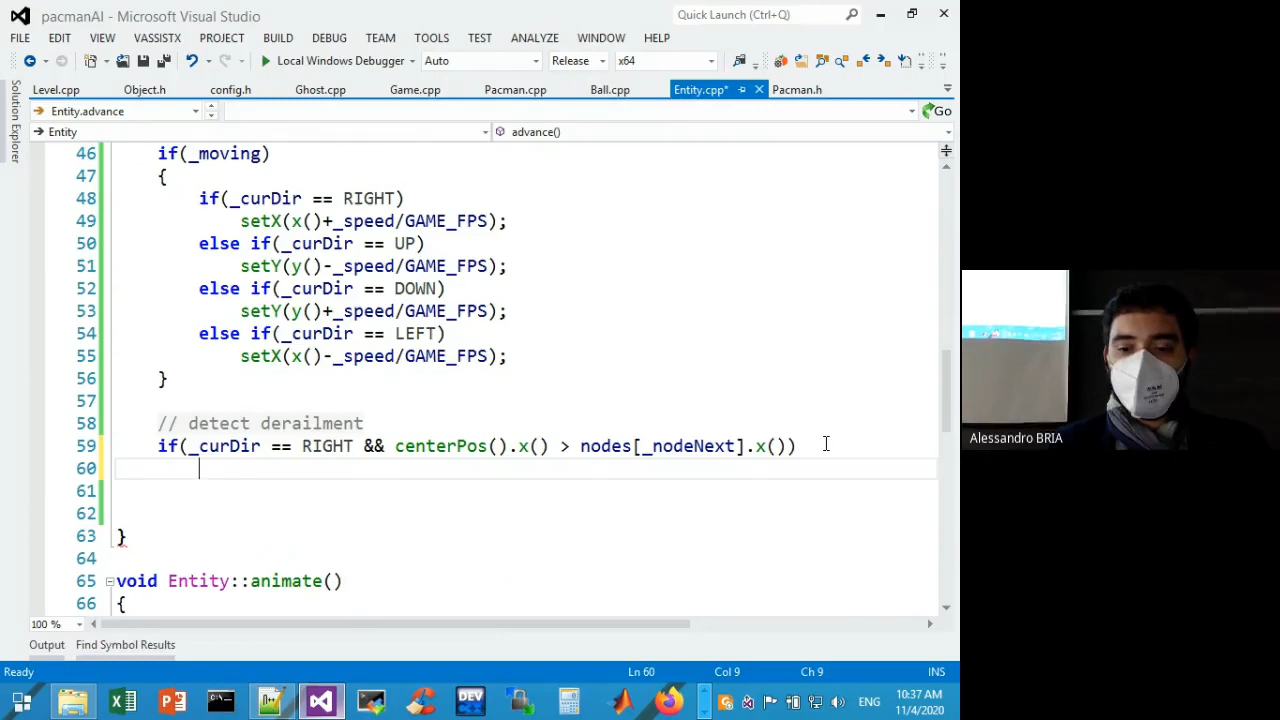 pacmanAI - Microsoft Visual Studio
Quick Launch (Ctrl+Q)
FILE EDIT VIEW VASSISTX PROJECT BUILD DEBUG TEAM TOOLS TEST ANALYZE WINDOW HELP
Local Windows Debugger Auto Release x64
Solution Explorer
Level.cpp Object.h config.h Ghost.cpp Game.cpp Pacman.cpp Ball.cpp Entity.cpp* Pacman.h
Entity.advance Go
Entity advance()
46 if(_moving)
47 {
48 if(_curDir == RIGHT)
49 setX(x()+_speed/GAME_FPS);
50 else if(_curDir == UP)
51 setY(y()-_speed/GAME_FPS);
52 else if(_curDir == DOWN)
53 setY(y()+_speed/GAME_FPS);
54 else if(_curDir == LEFT)
55 setX(x()-_speed/GAME_FPS);
56 }
57
58 // detect derailment
59 if(_curDir == RIGHT && centerPos().x() > nodes[_nodeNext].x())
60
61
62
63 }
64
65 void Entity::animate()
66 {
100 %
Output Find Symbol Results
Ready Ln 60 Col 9 Ch 9 INS
DEV
ENG
10:37 AM
11/4/2020
Alessandro BRIA